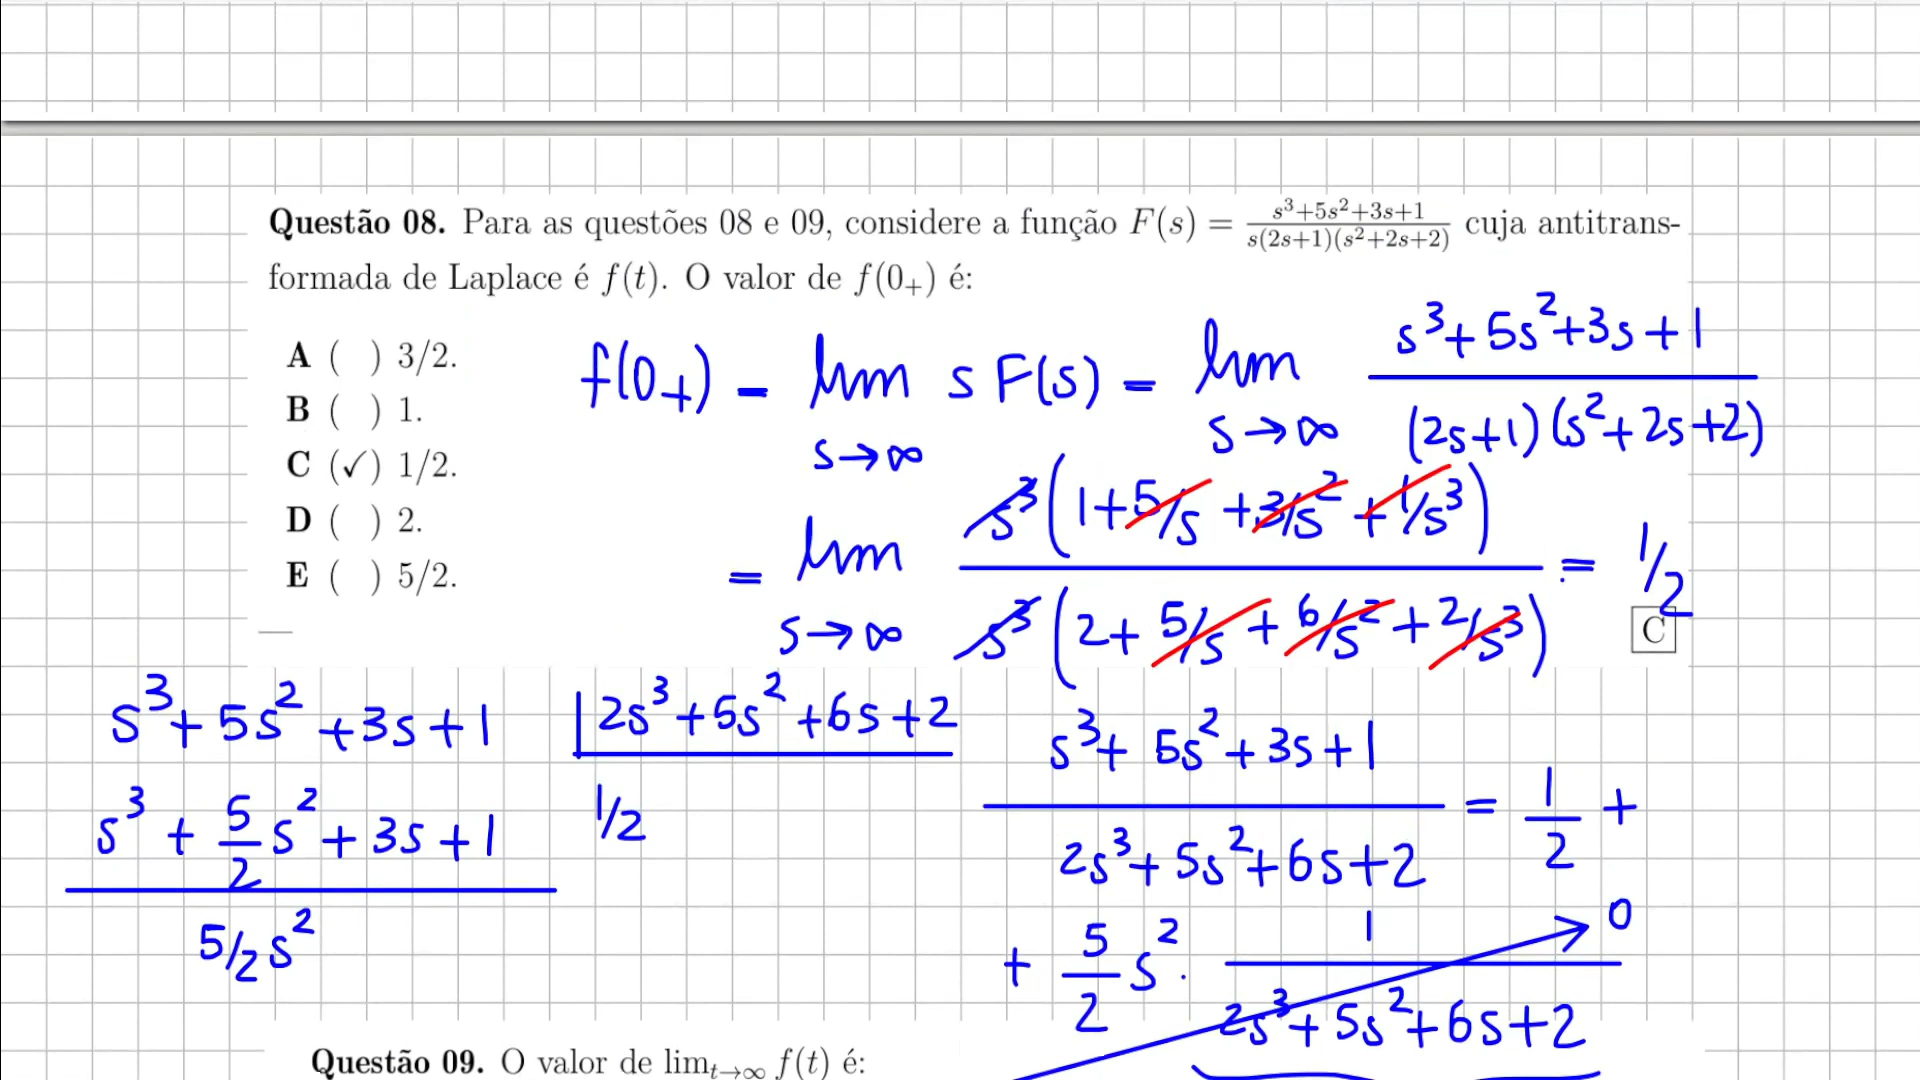 Questão 08. Para as questões 08 e 09, considere a função F(s) = (s³+5s²+3s+1)/(s(2s+1)(s²+2s+2)) cuja antitrans-
formada de Laplace é f(t). O valor de f(0₊) é:
A ( ) 3/2.
B ( ) 1.
C (✓) 1/2.
D ( ) 2.
E ( ) 5/2.
f(0₊) = lim s→∞ s F(s) = lim s→∞ (s³+5s²+3s+1)/((2s+1)(s²+2s+2))
= lim s→∞ s³(1+5/s+3/s²+1/s³)/(s³(2+5/s+6/s²+2/s³)) = 1/2
C
s³+5s²+3s+1 | 2s³+5s²+6s+2
s³+5/2 s²+3s+1 1/2
5/2s²
(s³+5s²+3s+1)/(2s³+5s²+6s+2) = 1/2 +
+ 5/2 s² · 1/(2s³+5s²+6s+2) → 0
Questão 09. O valor de lim t→∞ f(t) é: